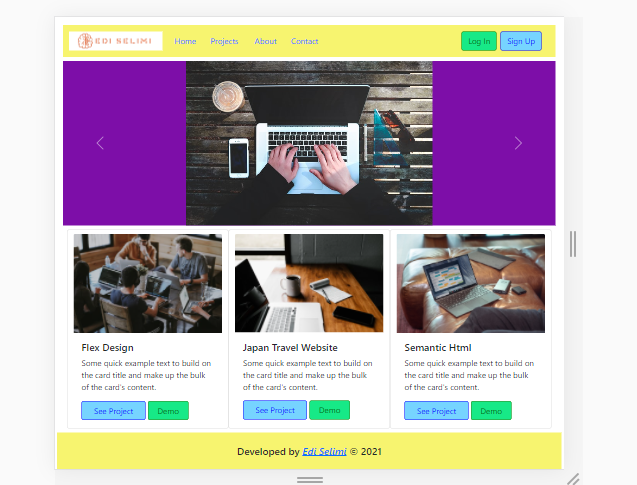 EDI SELIMI Home Projects About Contact Log In Sign Up
Flex Design
Some quick example text to build on
the card title and make up the bulk
of the card's content.
See Project Demo
Japan Travel Website
Some quick example text to build on
the card title and make up the bulk
of the card's content.
See Project Demo
Semantic Html
Some quick example text to build on
the card title and make up the bulk
of the card's content.
See Project Demo
Developed by Edi Selimi © 2021